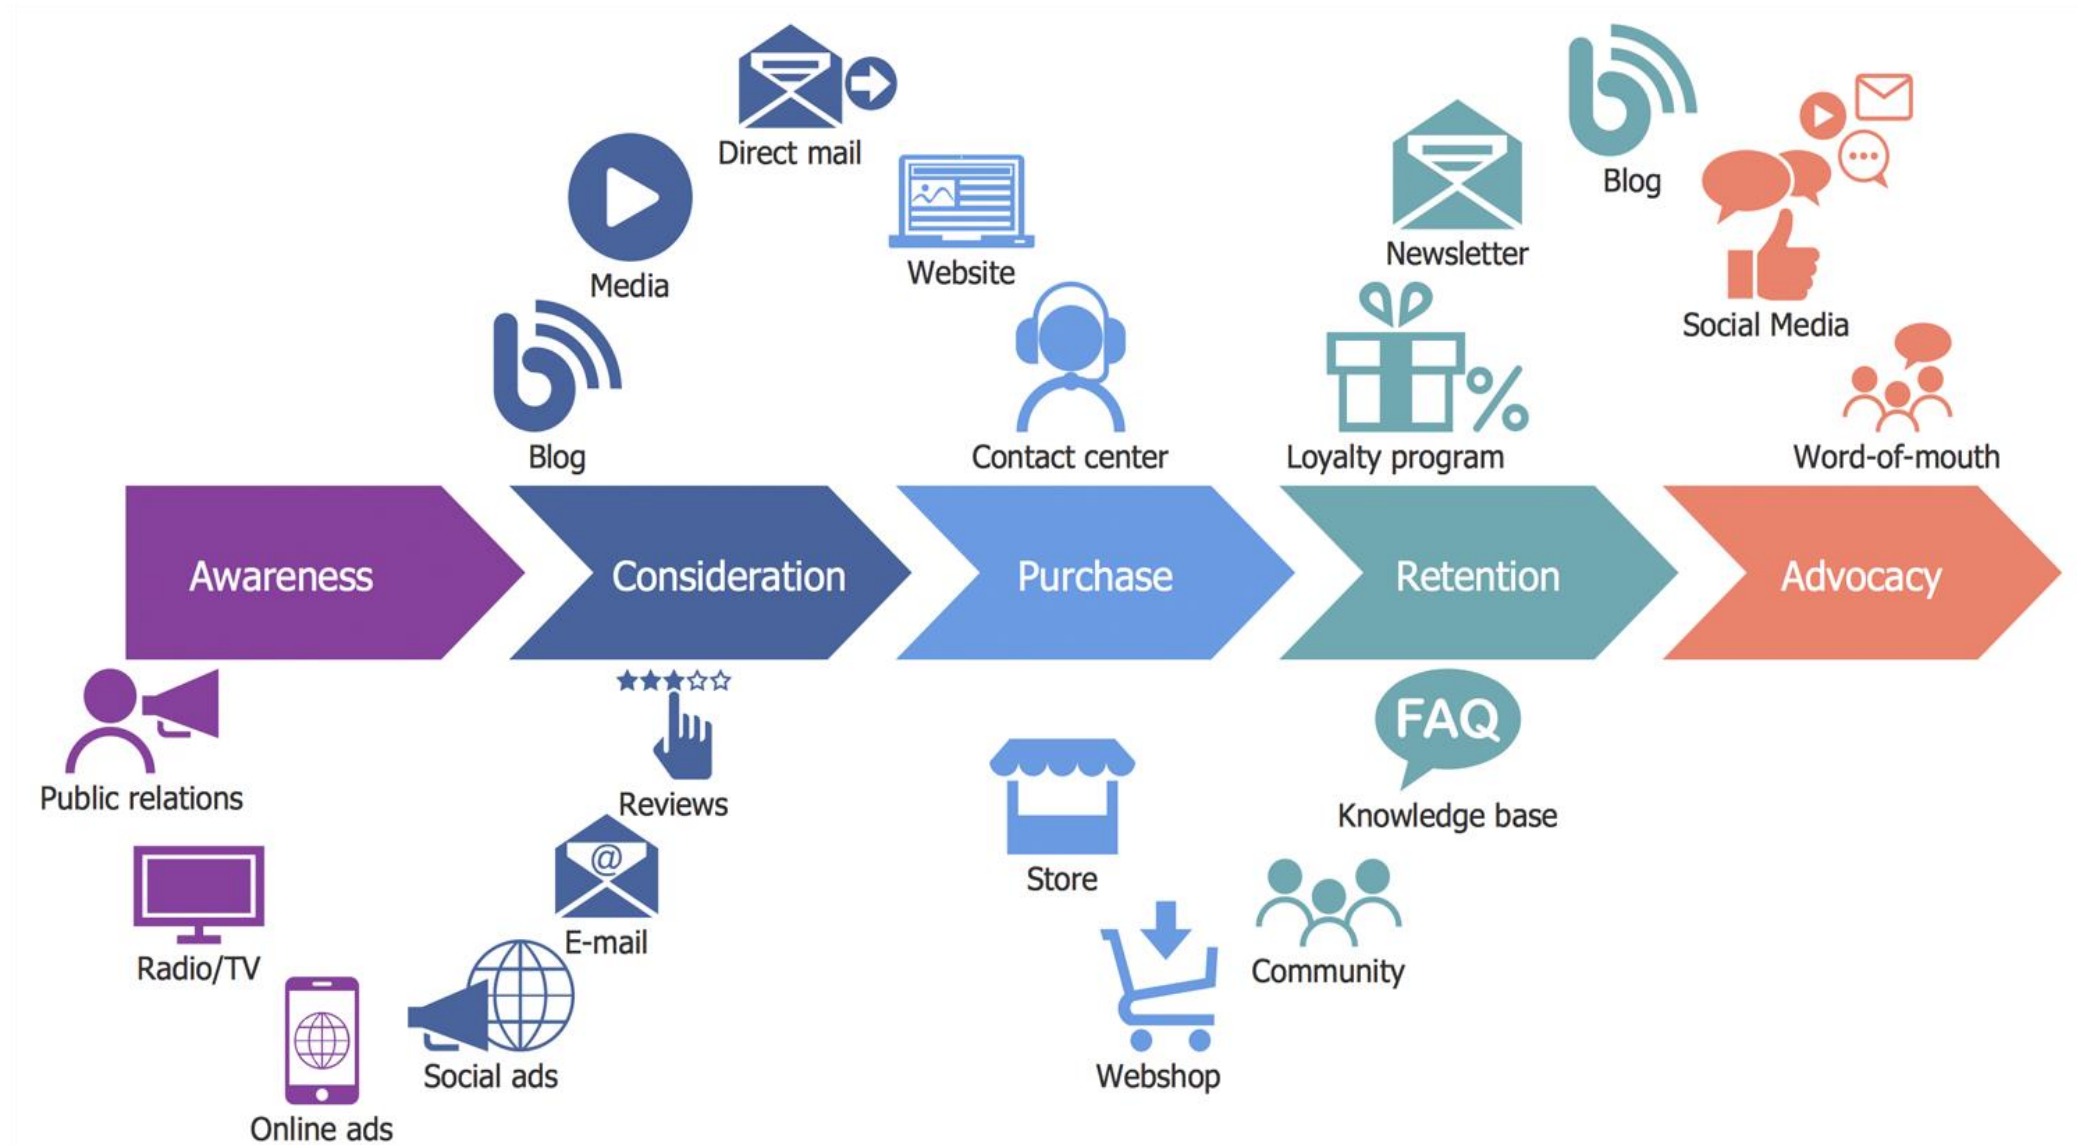 Direct mail
Media
Website
Blog
Contact center
Newsletter
Loyalty program
Blog
Social Media
Word-of-mouth
Awareness
Consideration
Purchase
Retention
Advocacy
Public relations
Radio/TV
Online ads
Reviews
@
E-mail
Social ads
Store
Webshop
FAQ
Knowledge base
Community
%